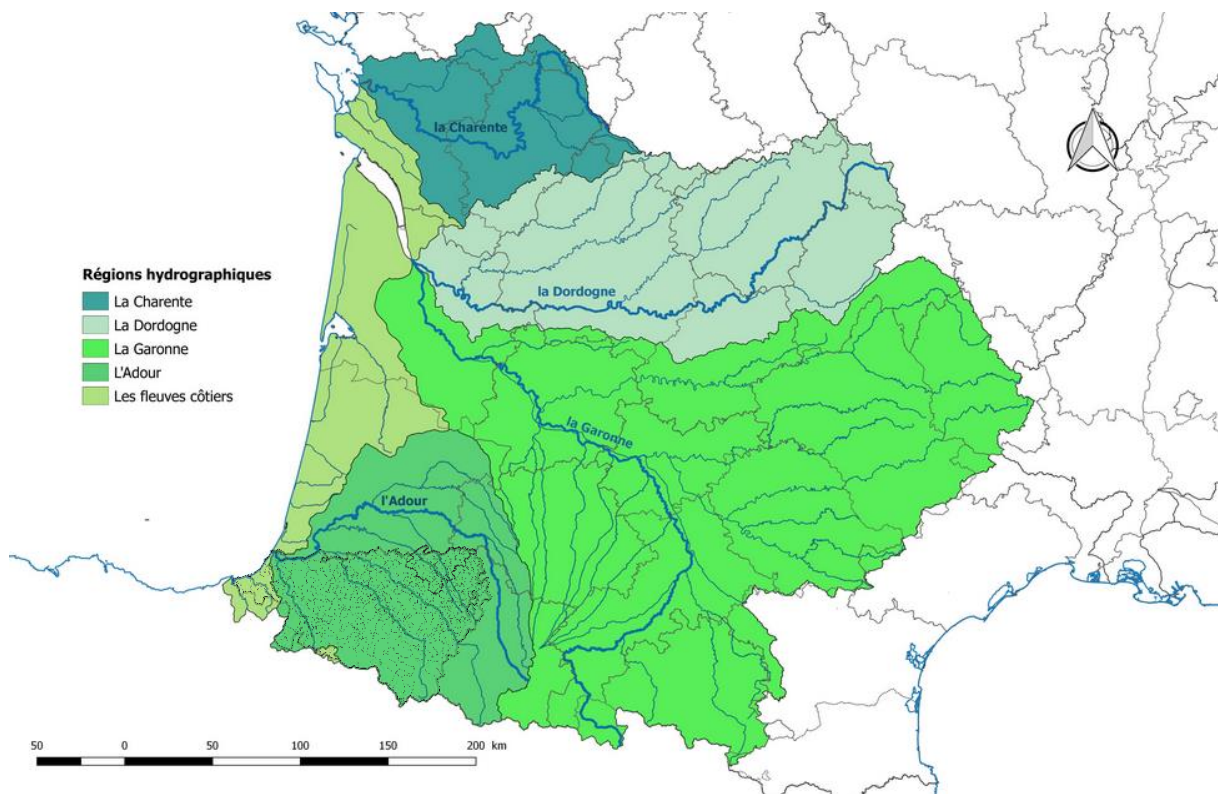 la Charente
la Dordogne
Régions hydrographiques
La Charente
La Dordogne
La Garonne
L'Adour
Les fleuves côtiers
la Garonne
l'Adour
50 0 50 100 150 200 km